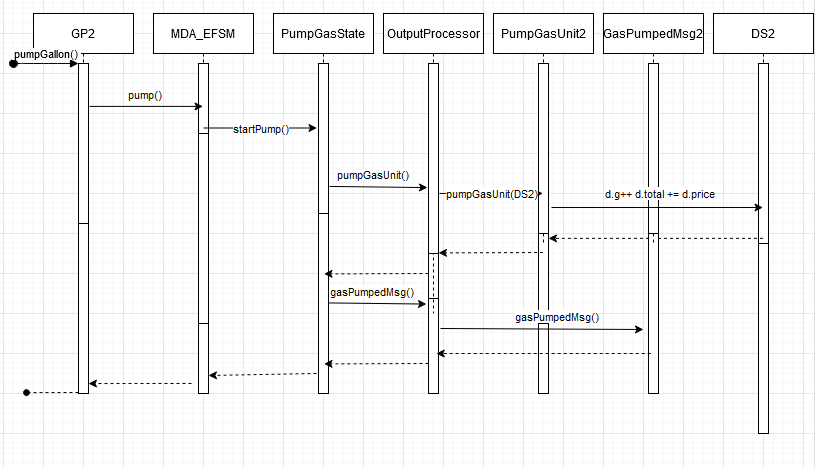 GP2
MDA_EFSM
PumpGasState
OutputProcessor
PumpGasUnit2
GasPumpedMsg2
DS2
pumpGallon()
pump()
startPump()
pumpGasUnit()
pumpGasUnit(DS2)
d.g++ d.total += d.price
gasPumpedMsg()
gasPumpedMsg()